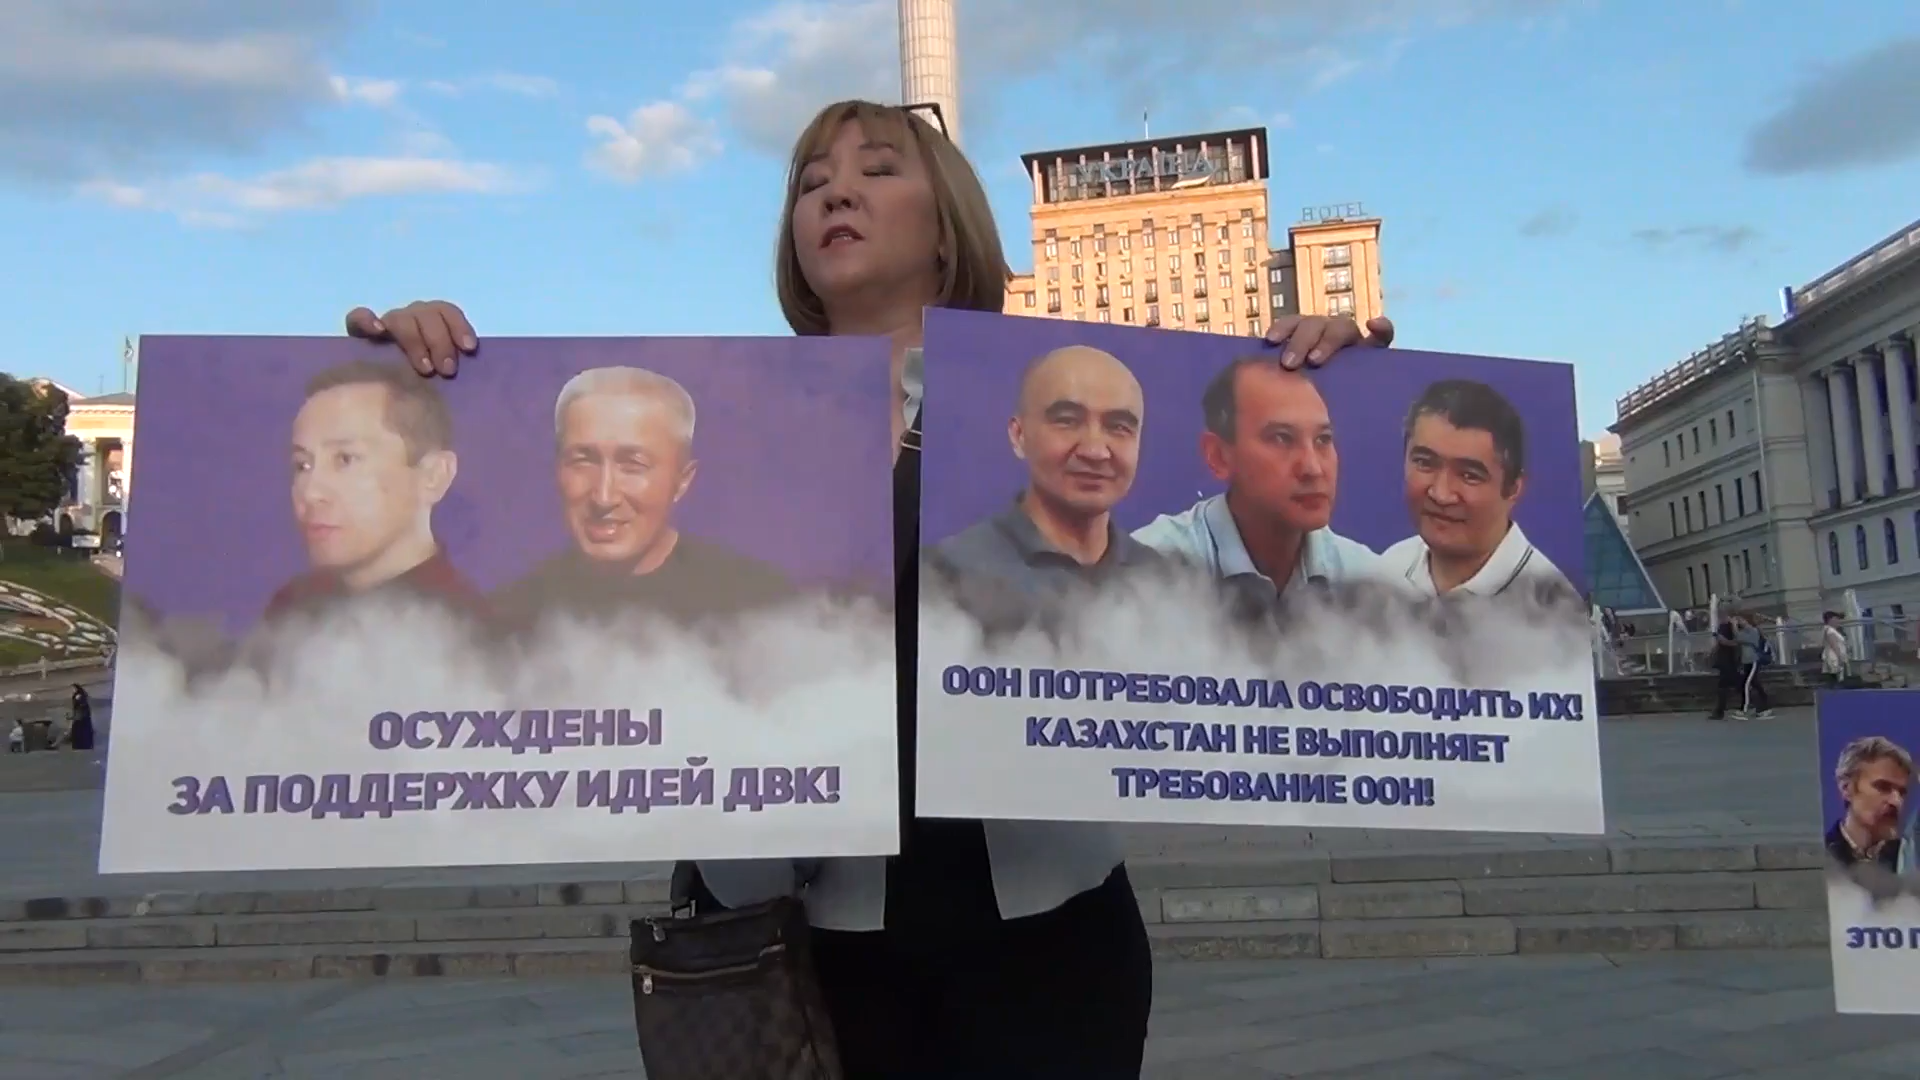 УКРАЇНА
HOTEL
ОСУЖДЕНЫ
ЗА ПОДДЕРЖКУ ИДЕЙ ДВК!
ООН ПОТРЕБОВАЛА ОСВОБОДИТЬ ИХ!
КАЗАХСТАН НЕ ВЫПОЛНЯЕТ
ТРЕБОВАНИЕ ООН!
ЭТО